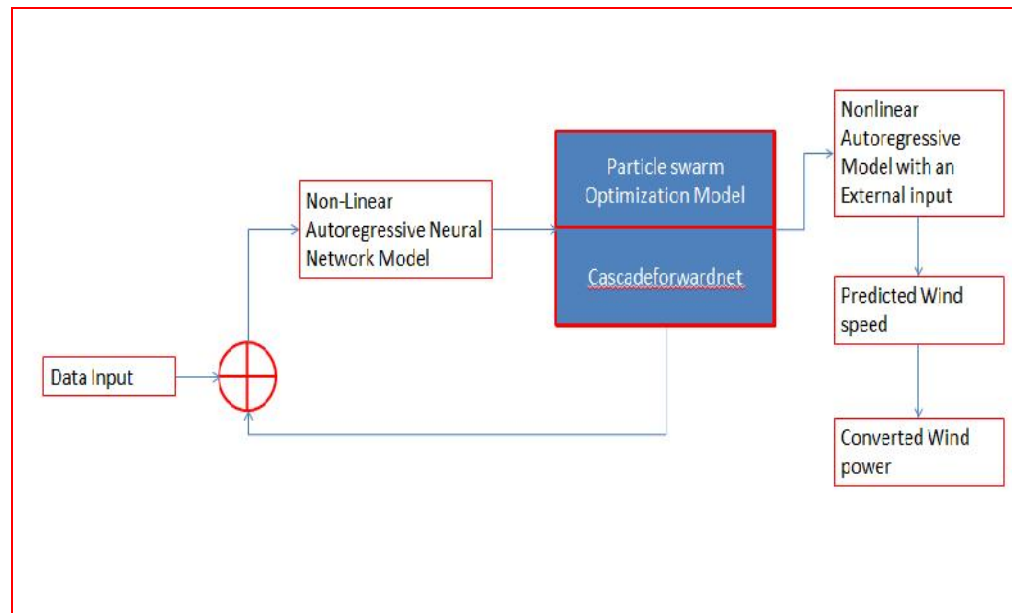 Data Input
Non-Linear
Autoregressive Neural
Network Model
Particle swarm
Optimization Model
Cascadeforwardnet
Nonlinear
Autoregressive
Model with an
External input
Predicted Wind
speed
Converted Wind
power